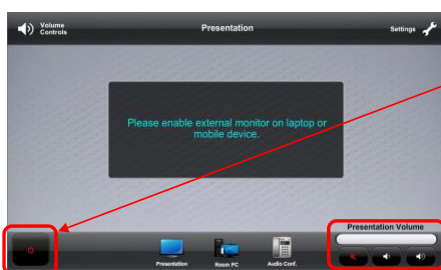 Volume
Controls
Presentation
Settings
Please enable external monitor on laptop or
mobile device.
Presentation Volume
Presentation
Room PC
Audio Conf.